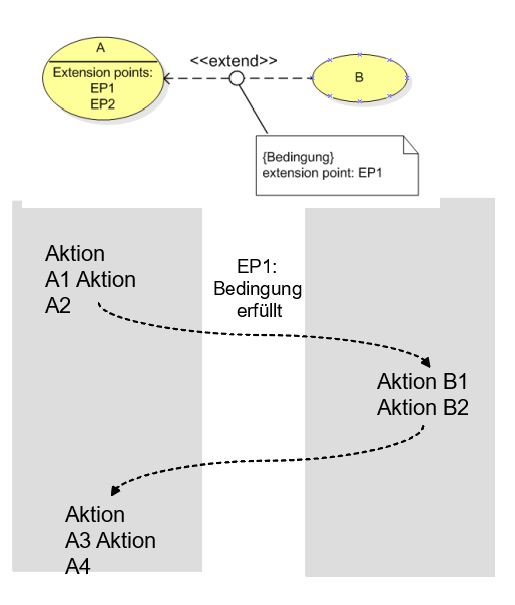 A
Extension points:
EP1
EP2
<<extend>>
B
{Bedingung}
extension point: EP1
Aktion
A1 Aktion
A2
EP1:
Bedingung
erfüllt
Aktion B1
Aktion B2
Aktion
A3 Aktion
A4